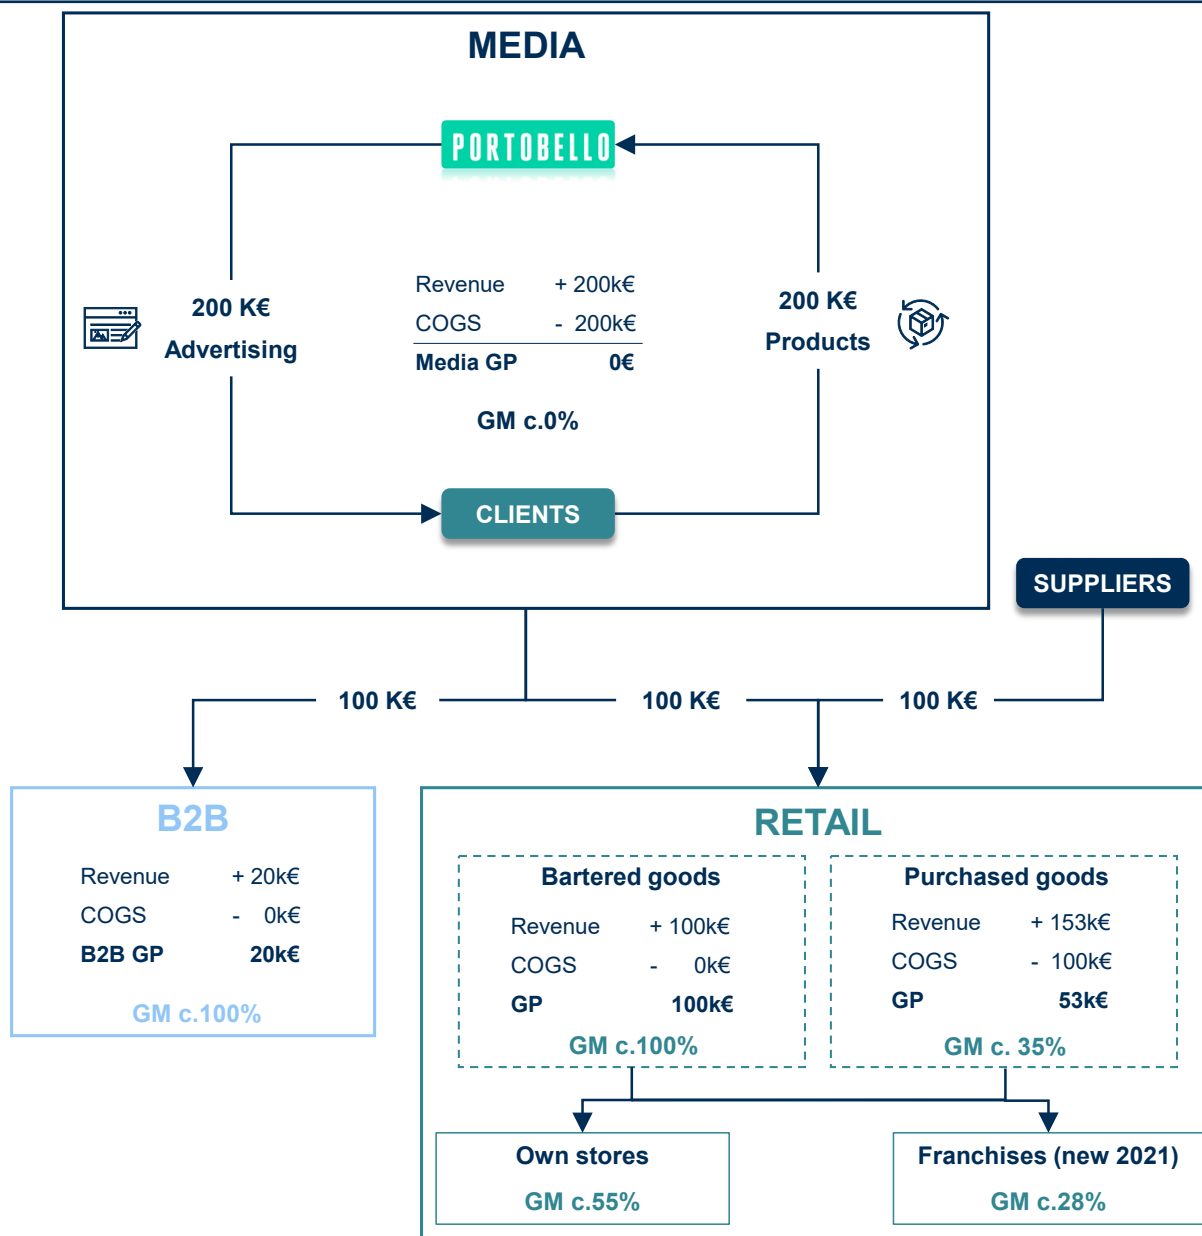 MEDIA
PORTOBELLO
Revenue + 200k€
COGS - 200k€
Media GP 0€
GM c.0%
200 K€
Advertising
200 K€
Products
CLIENTS
SUPPLIERS
100 K€
100 K€
100 K€
B2B
Revenue + 20k€
COGS - 0k€
B2B GP 20k€
GM c.100%
RETAIL
Bartered goods
Revenue + 100k€
COGS - 0k€
GP 100k€
GM c.100%
Purchased goods
Revenue + 153k€
COGS - 100k€
GP 53k€
GM c. 35%
Own stores
GM c.55%
Franchises (new 2021)
GM c.28%